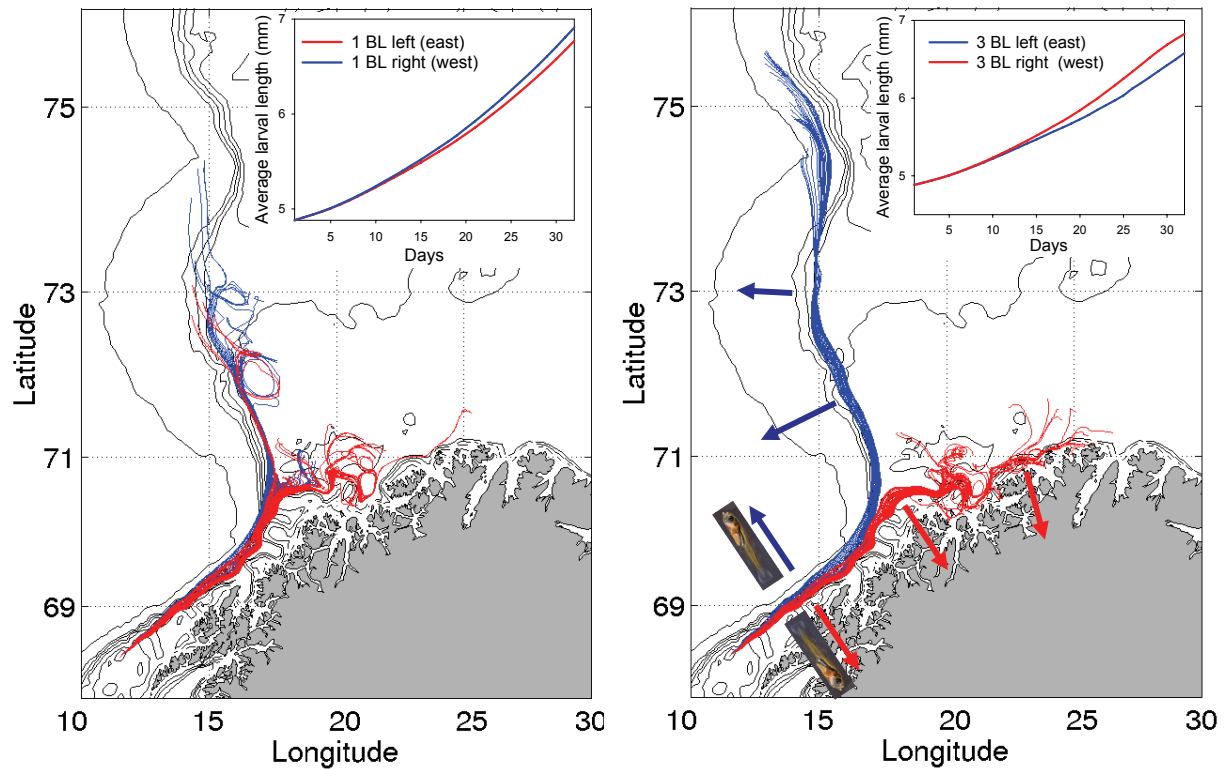 7
6
5
Average larval length (mm)
1 BL left (east)
1 BL right (west)
5 10 15 20 25 30
Days
75
73
71
69
Latitude
10 15 20 25 30
Longitude
7
6
5
Average larval length (mm)
3 BL left (east)
3 BL right (west)
5 10 15 20 25 30
Days
75
73
71
69
Latitude
10 15 20 25 30
Longitude